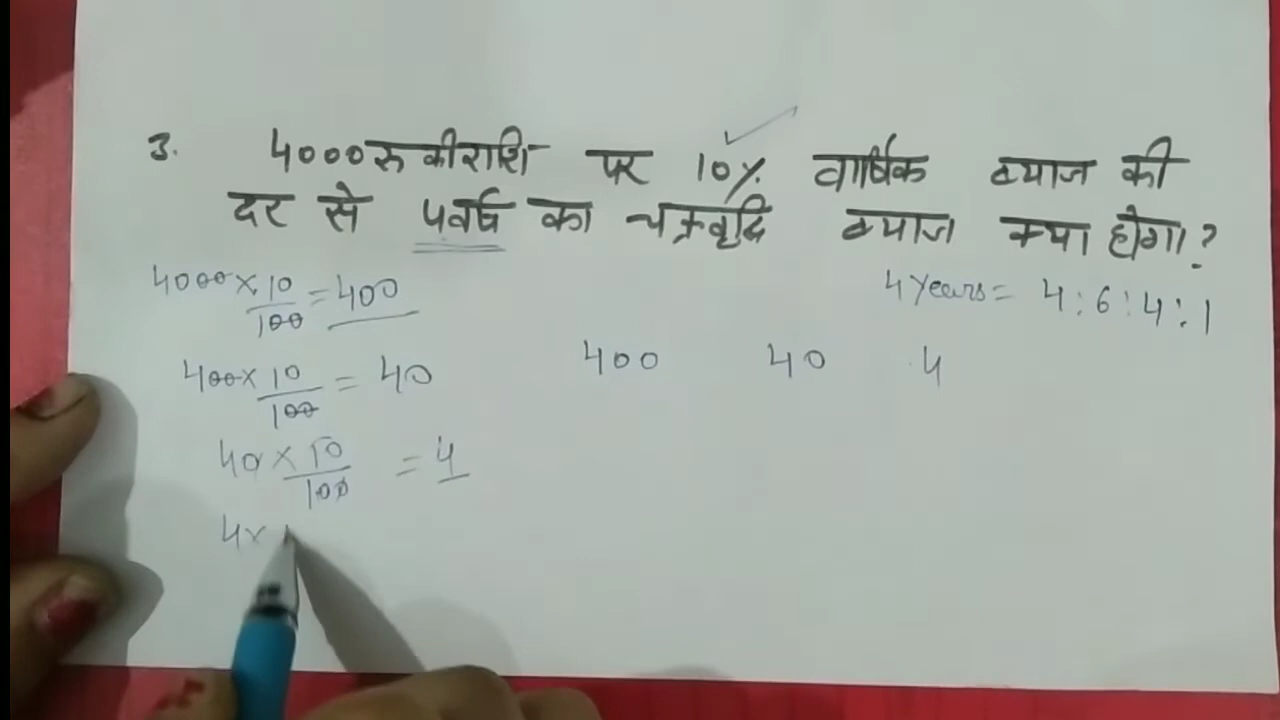 3. 4000रु की राशि पर 10% वार्षिक ब्याज की
दर से 4वर्ष का चक्रवृद्धि ब्याज क्या होगा?
4000 × 10/100 = 400
4 Years = 4:6:4:1
400 × 10/100 = 40
400 40 4
40 × 10/100 = 4
4×